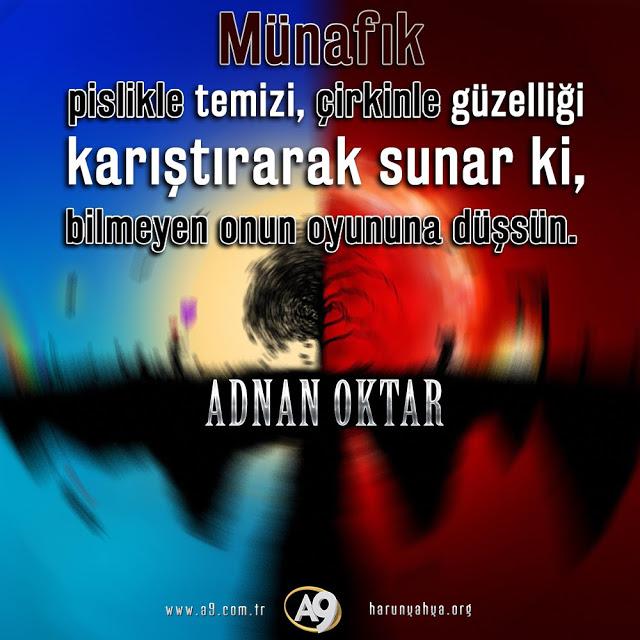 Münafık
pislikle temizi, çirkinle güzelliği
karıştırarak sunar ki,
bilmeyen onun oyununa düşsün.
ADNAN OKTAR
www.a9.com.tr A9 harunyahya.org